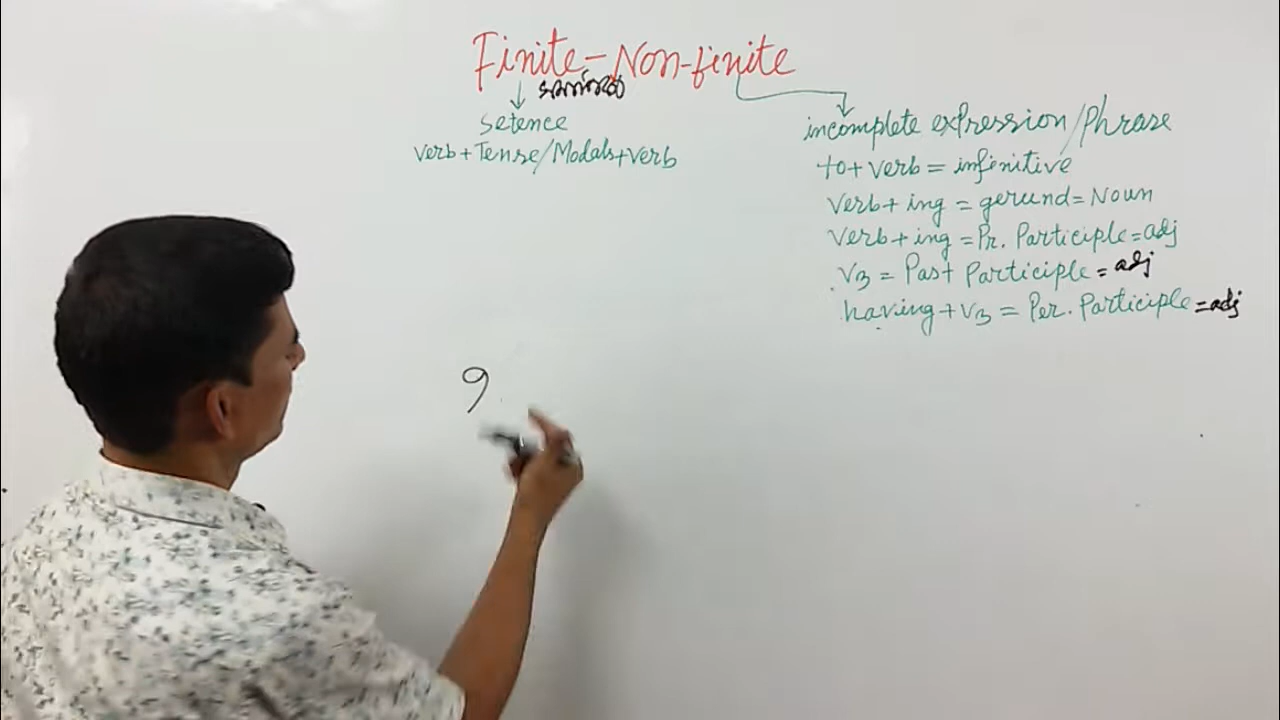 Finite-Non-finite
setence
verb+Tense/Modals+verb
incomplete expression/Phrase
to+verb = infinitive
verb+ing = gerund=Noun
verb+ing =Pr. Participle=adj
v3 = Past Participle = adj
having+v3 = Per. Participle =adj
9